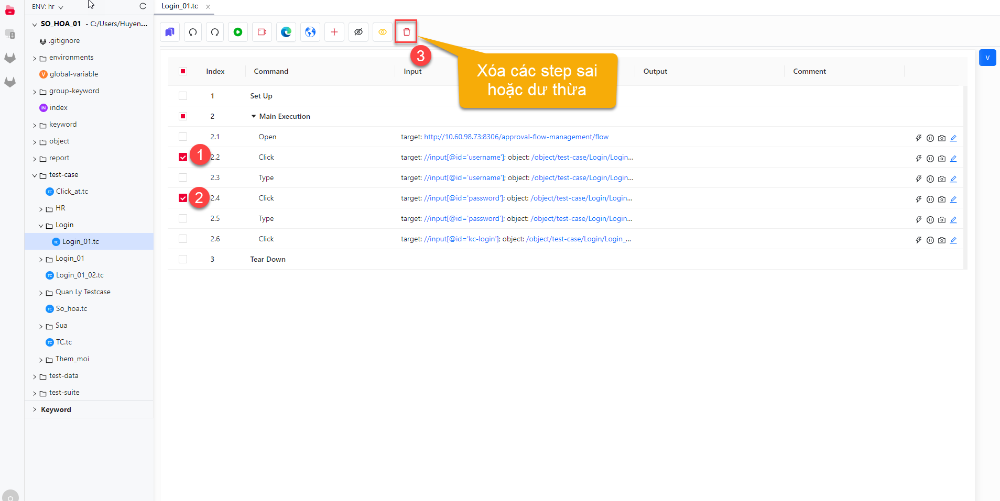 ENV: hr
Login_01.tc
SO_HOA_01 - C:/Users/Huyen...
.gitignore
environments
V global-variable
group-keyword
IN index
keyword
object
report
test-case
TC Click_at.tc
HR
Login
TC Login_01.tc
Login_01
TC Login_01_02.tc
Quan Ly Testcase
TC So_hoa.tc
Sua
TC TC.tc
Them_moi
test-data
test-suite
Keyword
3
Xóa các step sai
hoặc dư thừa
V
Index Command Input Output Comment
1 Set Up
2 Main Execution
2.1 Open target: http://10.60.98.73:8306/approval-flow-management/flow
1 2.2 Click target: //input[@id='username']; object: /object/test-case/Login/Login...
2.3 Type target: //input[@id='username']; object: /object/test-case/Login/Login...
2 2.4 Click target: //input[@id='password']; object: /object/test-case/Login/Login...
2.5 Type target: //input[@id='password']; object: /object/test-case/Login/Login...
2.6 Click target: //input[@id='kc-login']; object: /object/test-case/Login/Login_...
3 Tear Down